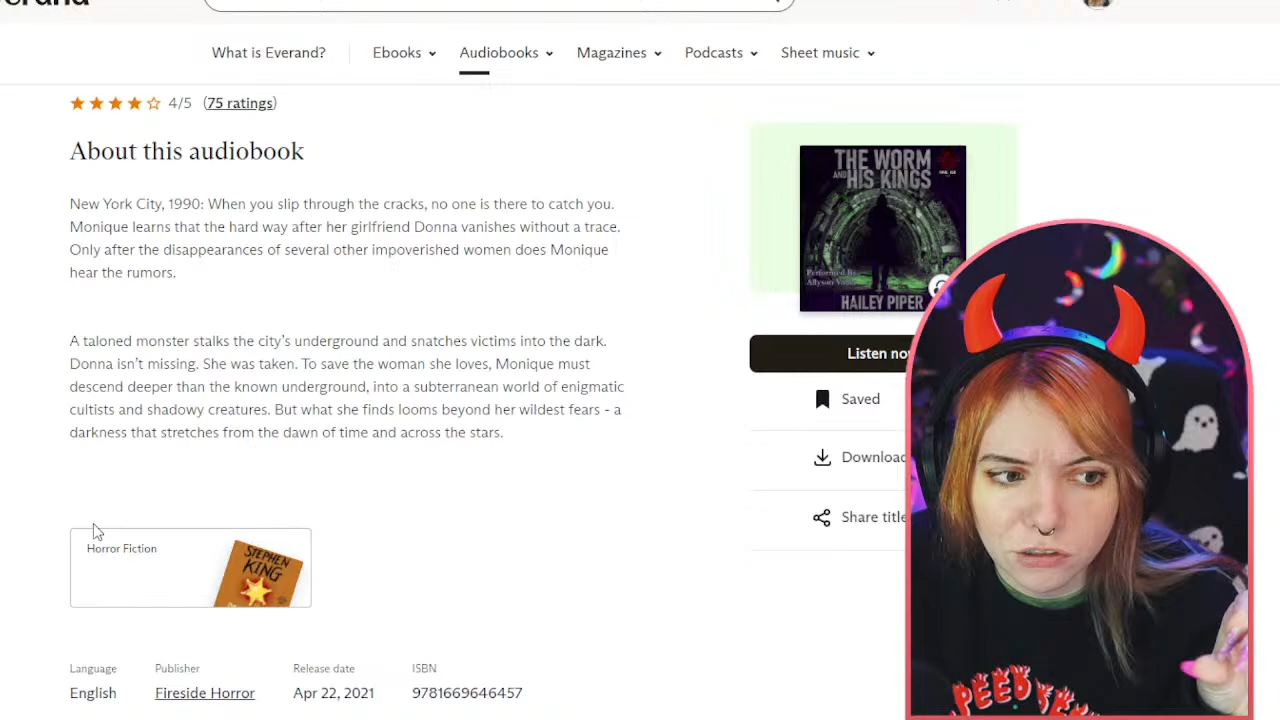 What is Everand?
Ebooks
Audiobooks
Magazines
Podcasts
Sheet music
4/5 (75 ratings)
About this audiobook
New York City, 1990: When you slip through the cracks, no one is there to catch you.
Monique learns that the hard way after her girlfriend Donna vanishes without a trace.
Only after the disappearances of several other impoverished women does Monique
hear the rumors.
A taloned monster stalks the city’s underground and snatches victims into the dark.
Donna isn’t missing. She was taken. To save the woman she loves, Monique must
descend deeper than the known underground, into a subterranean world of enigmatic
cultists and shadowy creatures. But what she finds looms beyond her wildest fears - a
darkness that stretches from the dawn of time and across the stars.
Horror Fiction
STEPHEN
KING
Language
English
Publisher
Fireside Horror
Release date
Apr 22, 2021
ISBN
9781669646457
THE WORM
AND HIS KINGS
Performed By
HAILEY PIPER
Listen no
Saved
Download
Share title
SPEED